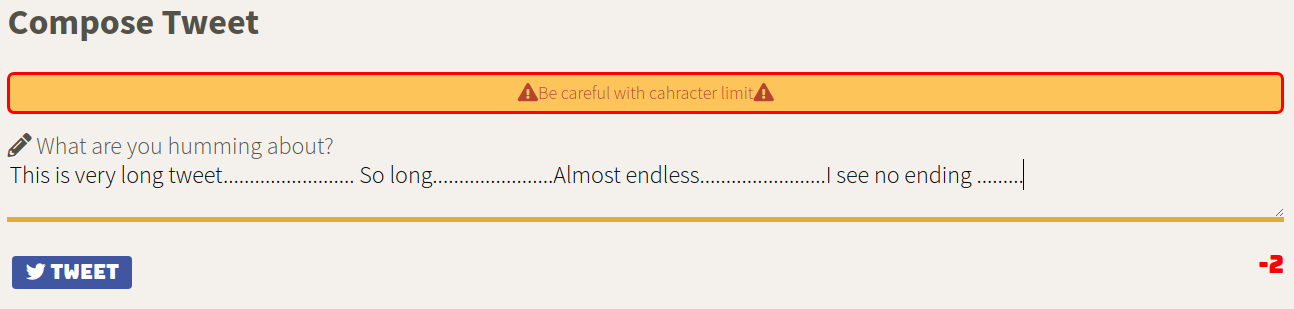 Compose Tweet
Be careful with cahracter limit
What are you humming about?
This is very long tweet........................ So long......................Almost endless.......................I see no ending .........
TWEET
-2